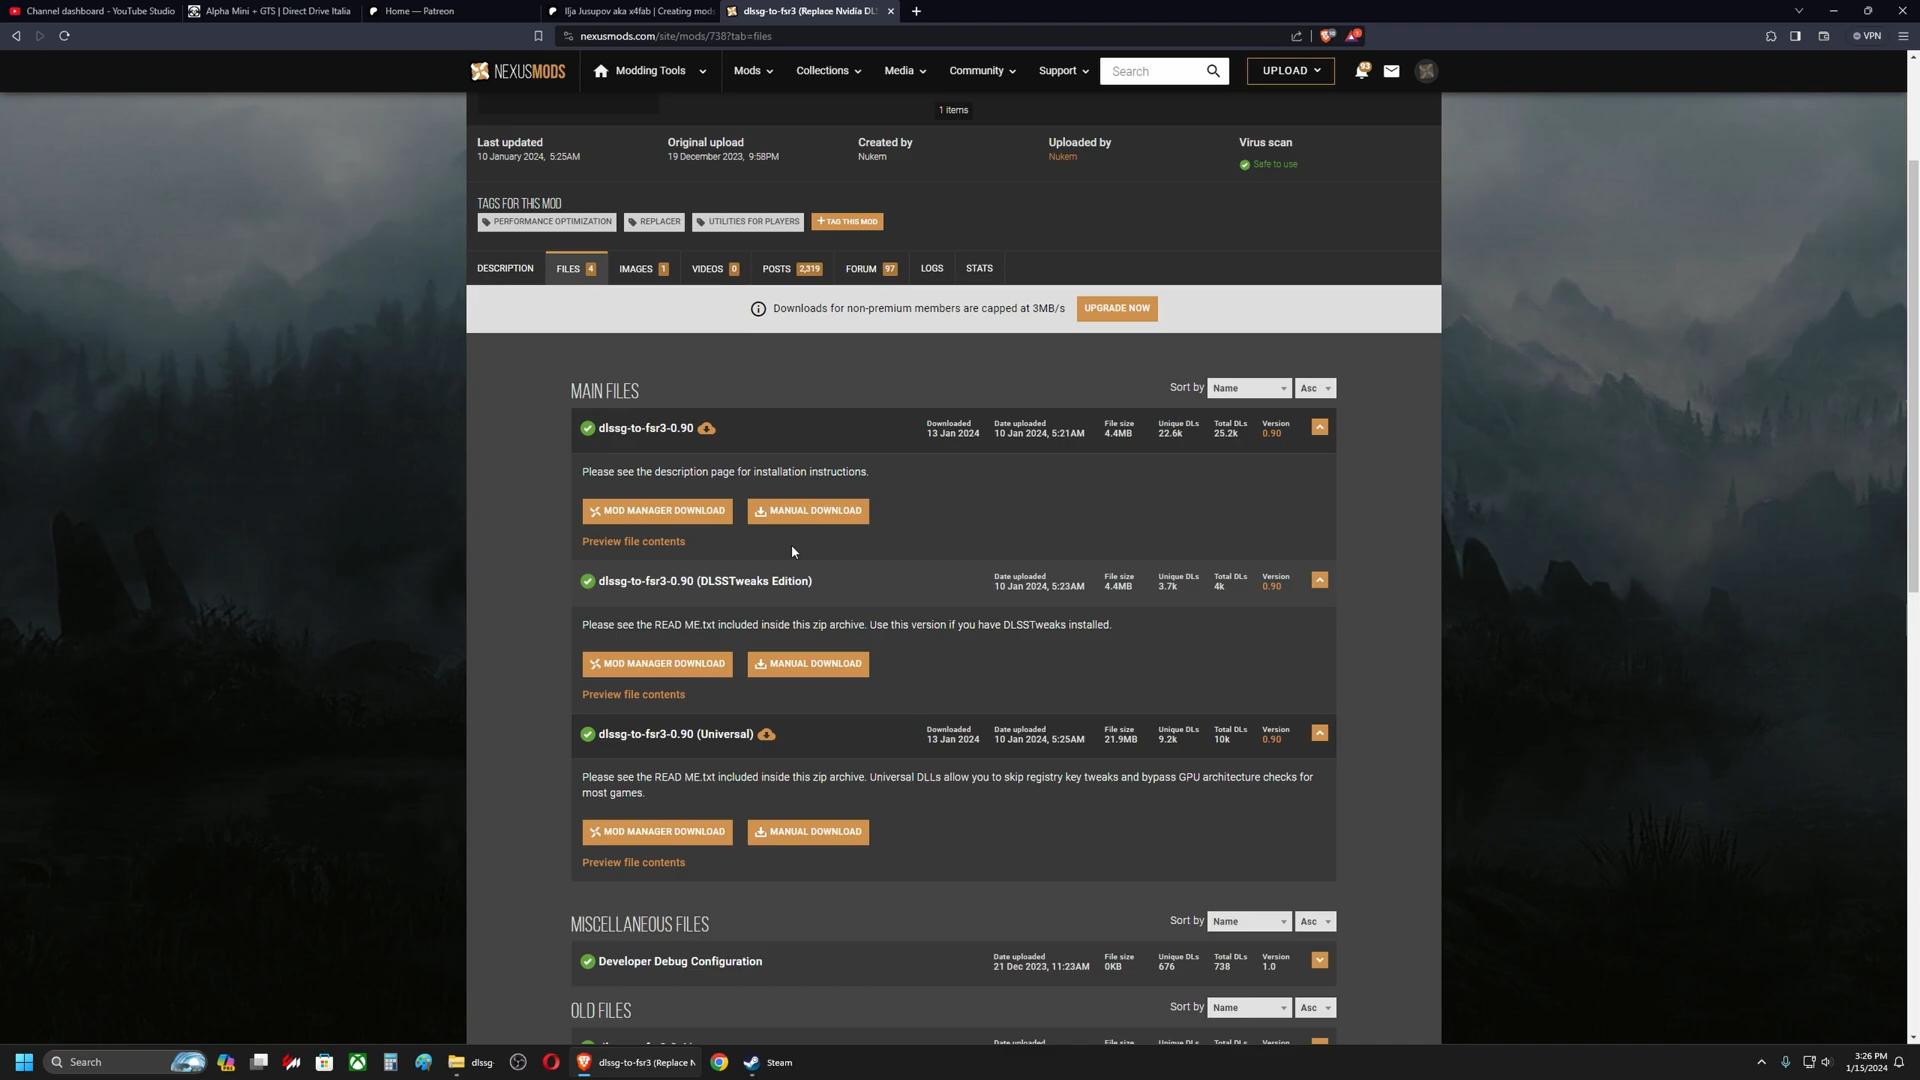 Channel dashboard - YouTube Studio
Alpha Mini + GTS | Direct Drive Italia
Home — Patreon
Ilja Jusupov aka x4fab | Creating mods
dlssg-to-fsr3 (Replace Nvidia DL
nexusmods.com/site/mods/738?tab=files
VPN
NEXUSMODS
Modding Tools
Mods
Collections
Media
Community
Support
Search
UPLOAD
93
1 items
Last updated
10 January 2024, 5:25AM
Original upload
19 December 2023, 9:58PM
Created by
Nukem
Uploaded by
Nukem
Virus scan
Safe to use
TAGS FOR THIS MOD
PERFORMANCE OPTIMIZATION
REPLACER
UTILITIES FOR PLAYERS
+ TAG THIS MOD
DESCRIPTION
FILES 4
IMAGES 1
VIDEOS 0
POSTS 2,319
FORUM 97
LOGS
STATS
Downloads for non-premium members are capped at 3MB/s
UPGRADE NOW
MAIN FILES
Sort by Name Asc
dlssg-to-fsr3-0.90
Downloaded 13 Jan 2024
Date uploaded 10 Jan 2024, 5:21AM
File size 4.4MB
Unique DLs 22.6k
Total DLs 25.2k
Version 0.90
Please see the description page for installation instructions.
MOD MANAGER DOWNLOAD
MANUAL DOWNLOAD
Preview file contents
dlssg-to-fsr3-0.90 (DLSSTweaks Edition)
Date uploaded 10 Jan 2024, 5:23AM
File size 4.4MB
Unique DLs 3.7k
Total DLs 4k
Version 0.90
Please see the READ ME.txt included inside this zip archive. Use this version if you have DLSSTweaks installed.
MOD MANAGER DOWNLOAD
MANUAL DOWNLOAD
Preview file contents
dlssg-to-fsr3-0.90 (Universal)
Downloaded 13 Jan 2024
Date uploaded 10 Jan 2024, 5:25AM
File size 21.9MB
Unique DLs 9.2k
Total DLs 10k
Version 0.90
Please see the READ ME.txt included inside this zip archive. Universal DLLs allow you to skip registry key tweaks and bypass GPU architecture checks for
most games.
MOD MANAGER DOWNLOAD
MANUAL DOWNLOAD
Preview file contents
MISCELLANEOUS FILES
Sort by Name Asc
Developer Debug Configuration
Date uploaded 21 Dec 2023, 11:23AM
File size 0KB
Unique DLs 676
Total DLs 738
Version 1.0
OLD FILES
Sort by Name Asc
Search
dlssg-
dlssg-to-fsr3 (Replace N
Steam
3:26 PM
1/15/2024